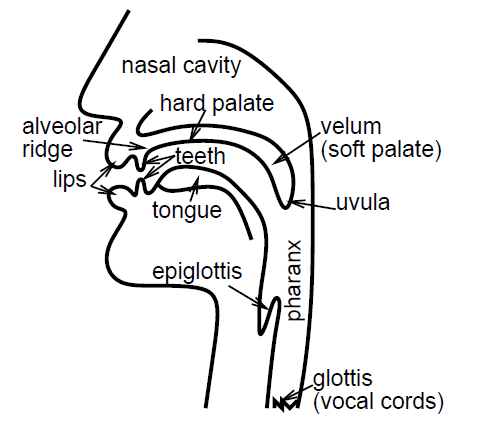 nasal cavity
hard palate
alveolar
ridge
velum
(soft palate)
teeth
lips
tongue
uvula
epiglottis
pharanx
glottis
(vocal cords)